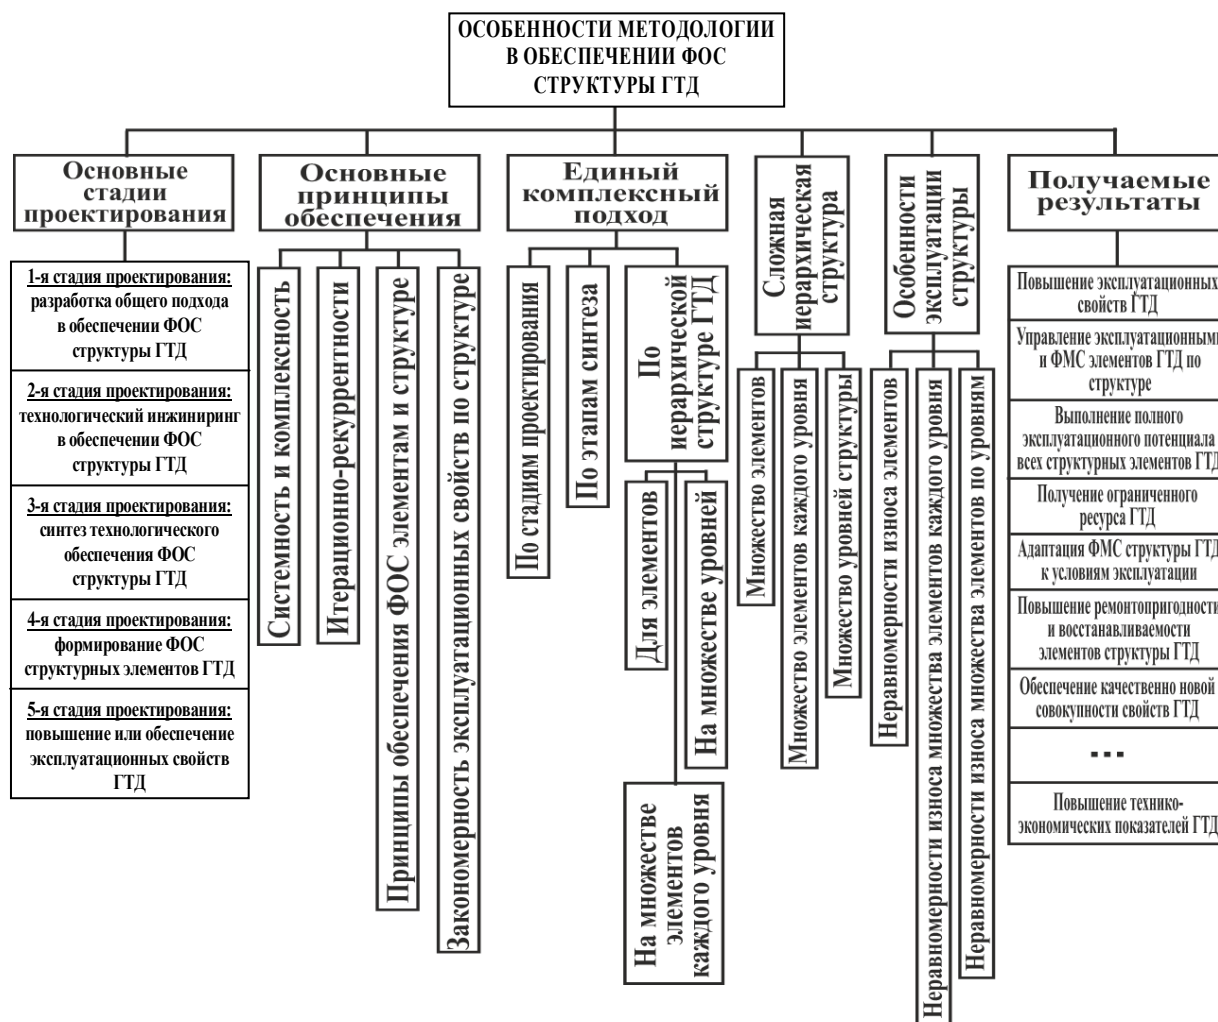 ОСОБЕННОСТИ МЕТОДОЛОГИИ
В ОБЕСПЕЧЕНИИ ФОС
СТРУКТУРЫ ГТД
Основные
стадии
проектирования
1-я стадия проектирования:
разработка общего подхода
в обеспечении ФОС
структуры ГТД
2-я стадия проектирования:
технологический инжиниринг
в обеспечении ФОС
структуры ГТД
3-я стадия проектирования:
синтез технологического
обеспечения ФОС
структуры ГТД
4-я стадия проектирования:
формирование ФОС
структурных элементов ГТД
5-я стадия проектирования:
повышение или обеспечение
эксплуатационных свойств
ГТД
Основные
принципы
обеспечения
Системность и комплексность
Итерационно-рекуррентности
Принципы обеспечения ФОС элементам и структуре
Закономерность эксплуатационных свойств по структуре
Единый
комплексный
подход
По стадиям проектирования
По этапам синтеза
По
иерархической
структуре ГТД
Для элементов
На множестве уровней
На множестве
элементов
каждого уровня
Сложная
иерархическая
структура
Множество элементов
Множество элементов каждого уровня
Множество уровней структуры
Особенности
эксплуатации
структуры
Неравномерности износа элементов
Неравномерности износа множества элементов каждого уровня
Неравномерности износа множества элементов по уровням
Получаемые
результаты
Повышение эксплуатационных
свойств ГТД
Управление эксплуатационными
и ФМС элементов ГТД по
структуре
Выполнение полного
эксплуатационного потенциала
всех структурных элементов ГТД
Получение ограниченного
ресурса ГТД
Адаптация ФМС структуры ГТД
к условиям эксплуатации
Повышение ремонтопригодности
и восстанавливаемости
элементов структуры ГТД
Обеспечение качественно новой
совокупности свойств ГТД
---
Повышение технико-
экономических показателей ГТД